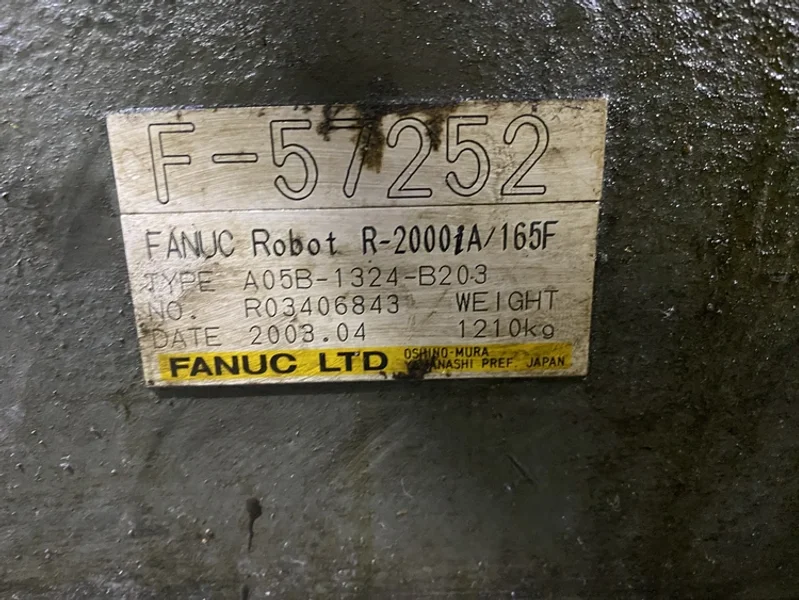 F-57252
FANUC Robot R-2000iA/165F
TYPE A05B-1324-B203
NO. R03406843 WEIGHT
DATE 2003.04 1210kg
FANUC LTD OSHINO-MURA
PREF. JAPAN